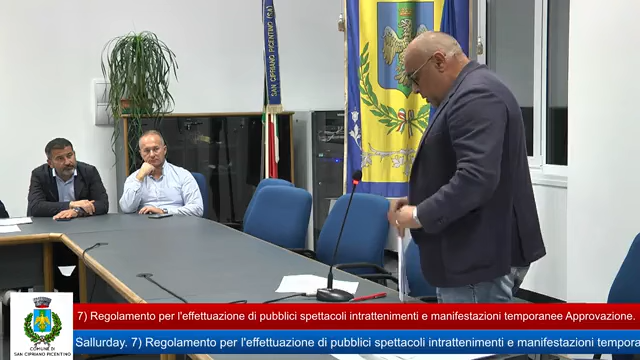 SAN CIPRIANO PICENTINO (SA)
7) Regolamento per l'effettuazione di pubblici spettacoli intrattenimenti e manifestazioni temporanee Approvazione.
Sallurday. 7) Regolamento per l'effettuazione di pubblici spettacoli intrattenimenti e manifestazioni tempora
COMUNE DI
SAN CIPRIANO PICENTINO